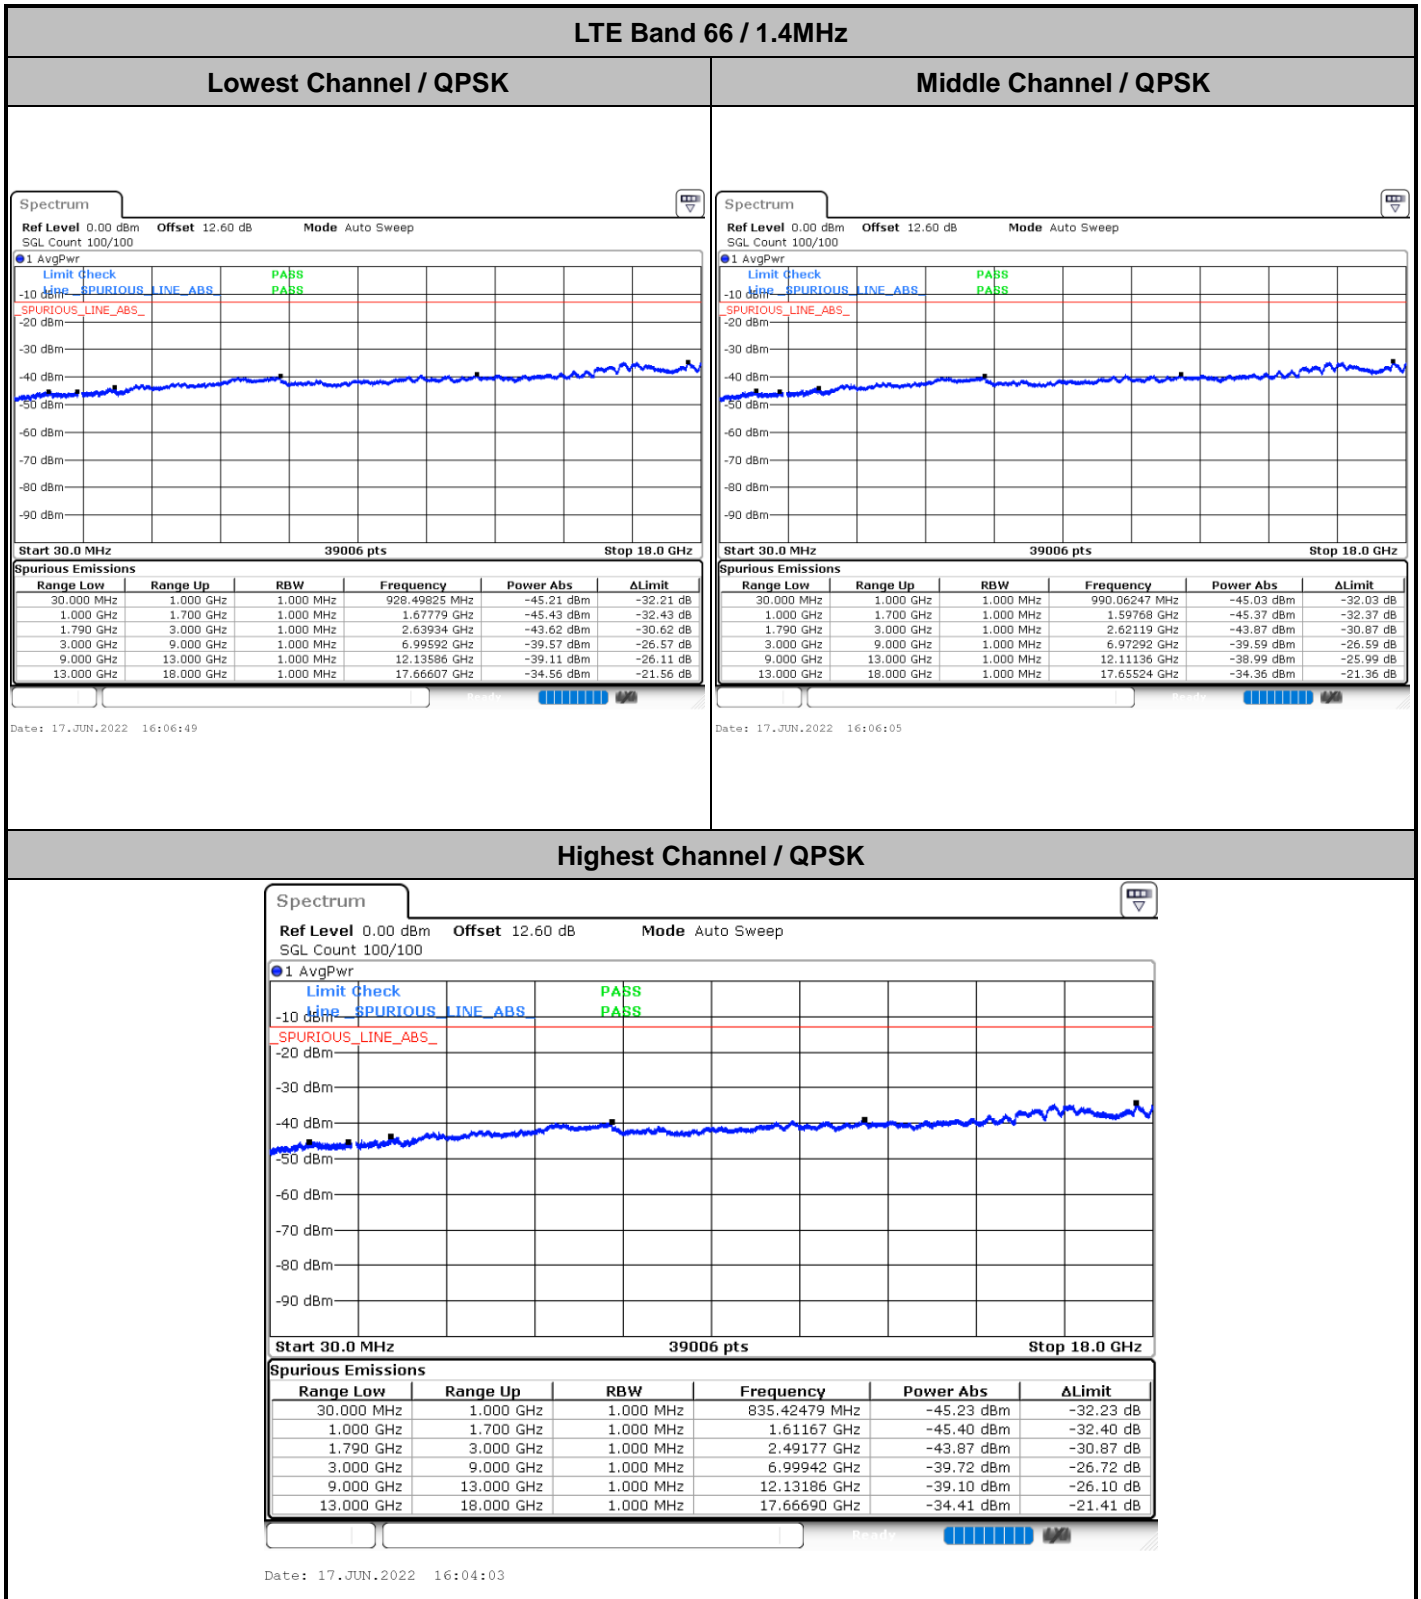 LTE Band 66 / 1.4MHz
Lowest Channel / QPSK
Middle Channel / QPSK
Spectrum
Ref Level 0.00 dBm Offset 12.60 dB Mode Auto Sweep
SGL Count 100/100
1 AvgPwr
Limit Check PASS
Line _SPURIOUS_LINE_ABS_ PASS
-10 dBm
_SPURIOUS_LINE_ABS_
-20 dBm
-30 dBm
-40 dBm
-50 dBm
-60 dBm
-70 dBm
-80 dBm
-90 dBm
Start 30.0 MHz 39006 pts Stop 18.0 GHz
Spurious Emissions
Range Low Range Up RBW Frequency Power Abs ΔLimit
30.000 MHz 1.000 GHz 1.000 MHz 928.49825 MHz -45.21 dBm -32.21 dB
1.000 GHz 1.700 GHz 1.000 MHz 1.67779 GHz -45.43 dBm -32.43 dB
1.790 GHz 3.000 GHz 1.000 MHz 2.63934 GHz -43.62 dBm -30.62 dB
3.000 GHz 9.000 GHz 1.000 MHz 6.99592 GHz -39.57 dBm -26.57 dB
9.000 GHz 13.000 GHz 1.000 MHz 12.13586 GHz -39.11 dBm -26.11 dB
13.000 GHz 18.000 GHz 1.000 MHz 17.66607 GHz -34.56 dBm -21.56 dB
Ready
Date: 17.JUN.2022 16:06:49
Spectrum
Ref Level 0.00 dBm Offset 12.60 dB Mode Auto Sweep
SGL Count 100/100
1 AvgPwr
Limit Check PASS
Line _SPURIOUS_LINE_ABS_ PASS
-10 dBm
_SPURIOUS_LINE_ABS_
-20 dBm
-30 dBm
-40 dBm
-50 dBm
-60 dBm
-70 dBm
-80 dBm
-90 dBm
Start 30.0 MHz 39006 pts Stop 18.0 GHz
Spurious Emissions
Range Low Range Up RBW Frequency Power Abs ΔLimit
30.000 MHz 1.000 GHz 1.000 MHz 990.06247 MHz -45.03 dBm -32.03 dB
1.000 GHz 1.700 GHz 1.000 MHz 1.59768 GHz -45.37 dBm -32.37 dB
1.790 GHz 3.000 GHz 1.000 MHz 2.62119 GHz -43.87 dBm -30.87 dB
3.000 GHz 9.000 GHz 1.000 MHz 6.97292 GHz -39.59 dBm -26.59 dB
9.000 GHz 13.000 GHz 1.000 MHz 12.11136 GHz -38.99 dBm -25.99 dB
13.000 GHz 18.000 GHz 1.000 MHz 17.65524 GHz -34.36 dBm -21.36 dB
Ready
Date: 17.JUN.2022 16:06:05
Highest Channel / QPSK
Spectrum
Ref Level 0.00 dBm Offset 12.60 dB Mode Auto Sweep
SGL Count 100/100
1 AvgPwr
Limit Check PASS
Line _SPURIOUS_LINE_ABS_ PASS
-10 dBm
_SPURIOUS_LINE_ABS_
-20 dBm
-30 dBm
-40 dBm
-50 dBm
-60 dBm
-70 dBm
-80 dBm
-90 dBm
Start 30.0 MHz 39006 pts Stop 18.0 GHz
Spurious Emissions
Range Low Range Up RBW Frequency Power Abs ΔLimit
30.000 MHz 1.000 GHz 1.000 MHz 835.42479 MHz -45.23 dBm -32.23 dB
1.000 GHz 1.700 GHz 1.000 MHz 1.61167 GHz -45.40 dBm -32.40 dB
1.790 GHz 3.000 GHz 1.000 MHz 2.49177 GHz -43.87 dBm -30.87 dB
3.000 GHz 9.000 GHz 1.000 MHz 6.99942 GHz -39.72 dBm -26.72 dB
9.000 GHz 13.000 GHz 1.000 MHz 12.13186 GHz -39.10 dBm -26.10 dB
13.000 GHz 18.000 GHz 1.000 MHz 17.66690 GHz -34.41 dBm -21.41 dB
Ready
Date: 17.JUN.2022 16:04:03